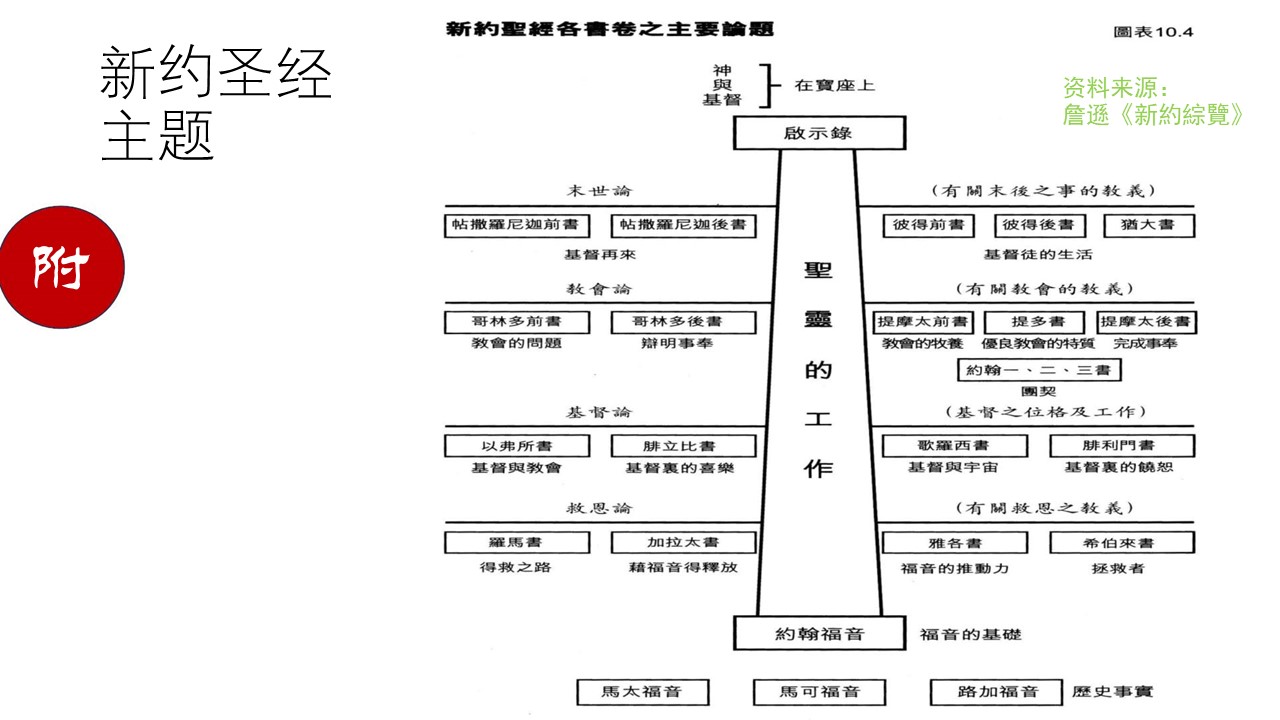 新约圣经
主题
附
新約聖經各書卷之主要論題
圖表10.4
资料来源：
詹遜《新約綜覽》
神
與
基督
在寶座上
啟示錄
末世論
(有關末後之事的教義)
帖撒羅尼迦前書
帖撒羅尼迦後書
彼得前書
彼得後書
猶大書
基督再來
基督徒的生活
教會論
(有關教會的教義)
哥林多前書
哥林多後書
提摩太前書
提多書
提摩太後書
教會的問題
辯明事奉
教會的牧養
優良教會的特質
完成事奉
約翰一、二、三書
團契
基督論
(基督之位格及工作)
以弗所書
腓立比書
歌羅西書
腓利門書
基督與教會
基督裏的喜樂
基督與宇宙
基督裏的饒恕
救恩論
(有關救恩之教義)
羅馬書
加拉太書
雅各書
希伯來書
得救之路
藉福音得釋放
福音的推動力
拯救者
聖
靈
的
工
作
約翰福音
福音的基礎
馬太福音
馬可福音
路加福音
歷史事實